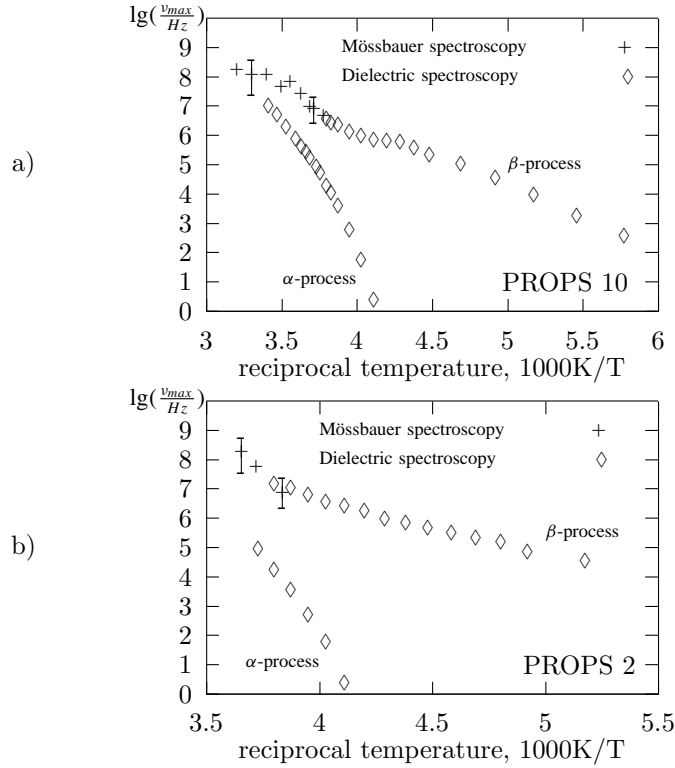 lg(ν_max/Hz)
9
8
7
6
5
4
3
2
1
0
Mössbauer spectroscopy
Dielectric spectroscopy
a)
β-process
α-process
PROPS 10
3 3.5 4 4.5 5 5.5 6
reciprocal temperature, 1000K/T
lg(ν_max/Hz)
9
8
7
6
5
4
3
2
1
0
Mössbauer spectroscopy
Dielectric spectroscopy
b)
β-process
α-process
PROPS 2
3.5 4 4.5 5 5.5
reciprocal temperature, 1000K/T